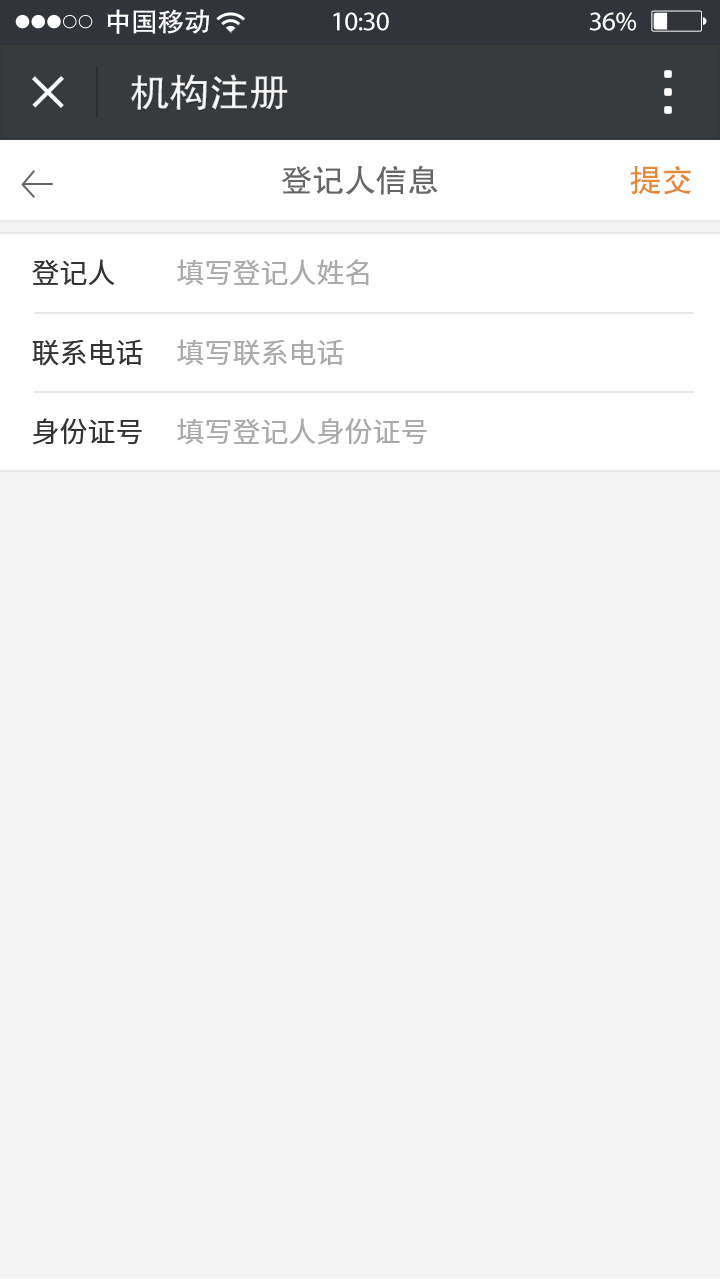 中国移动 10:30 36%
机构注册
登记人信息 提交
登记人 填写登记人姓名
联系电话 填写联系电话
身份证号 填写登记人身份证号